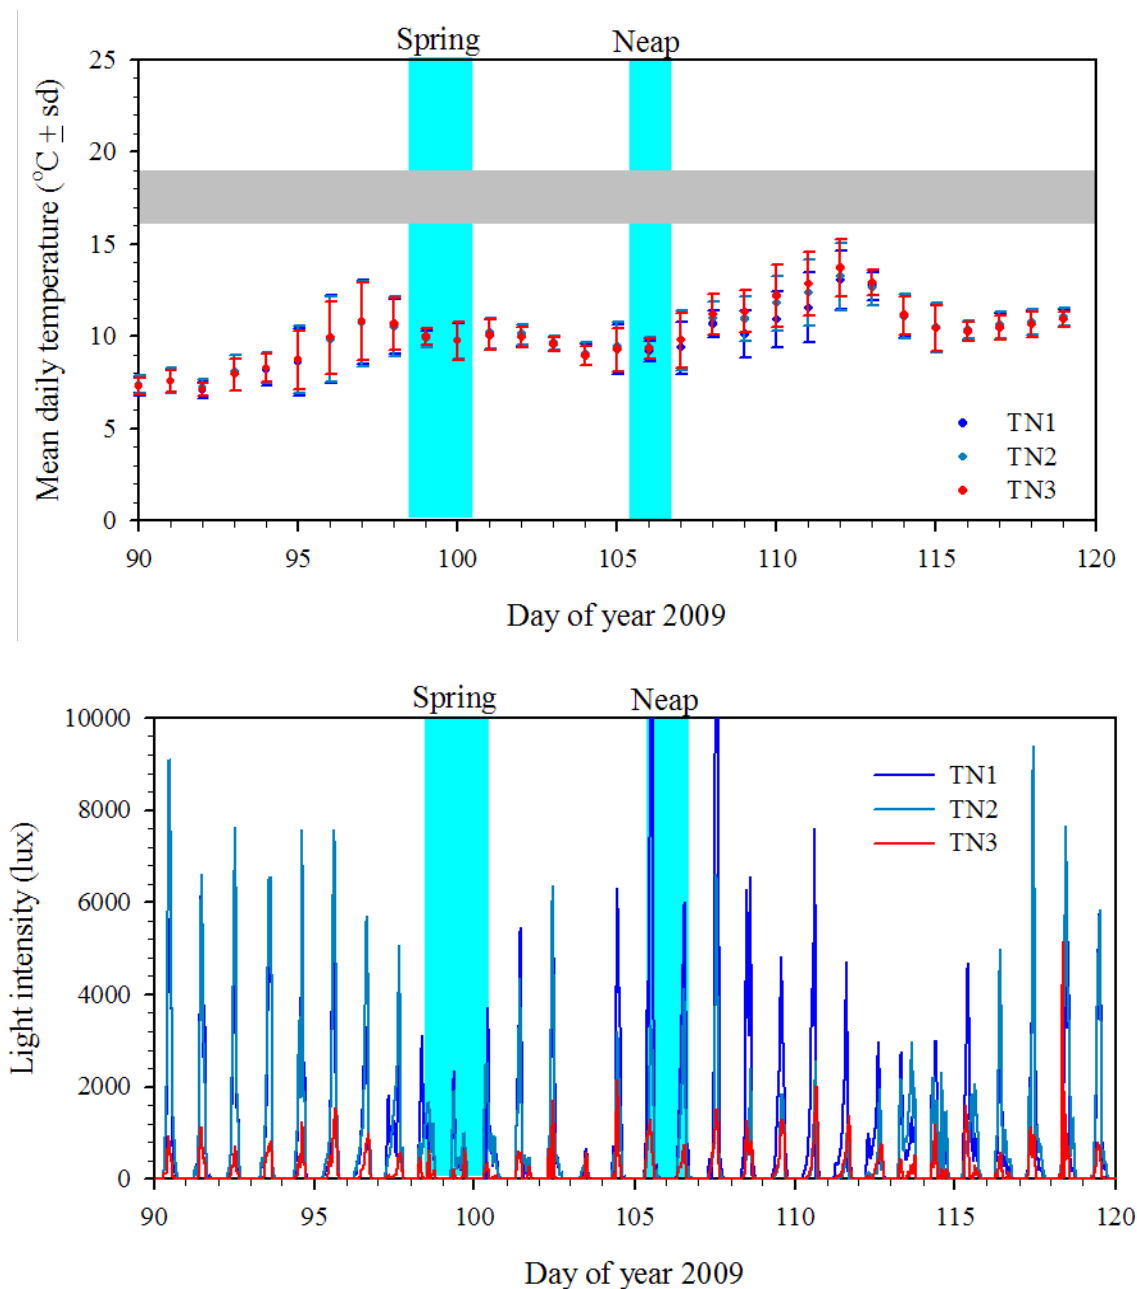 Spring
Neap
25
20
15
10
5
0
Mean daily temperature (°C ± sd)
TN1
TN2
TN3
90 95 100 105 110 115 120
Day of year 2009
Spring
Neap
10000
8000
6000
4000
2000
0
Light intensity (lux)
TN1
TN2
TN3
90 95 100 105 110 115 120
Day of year 2009